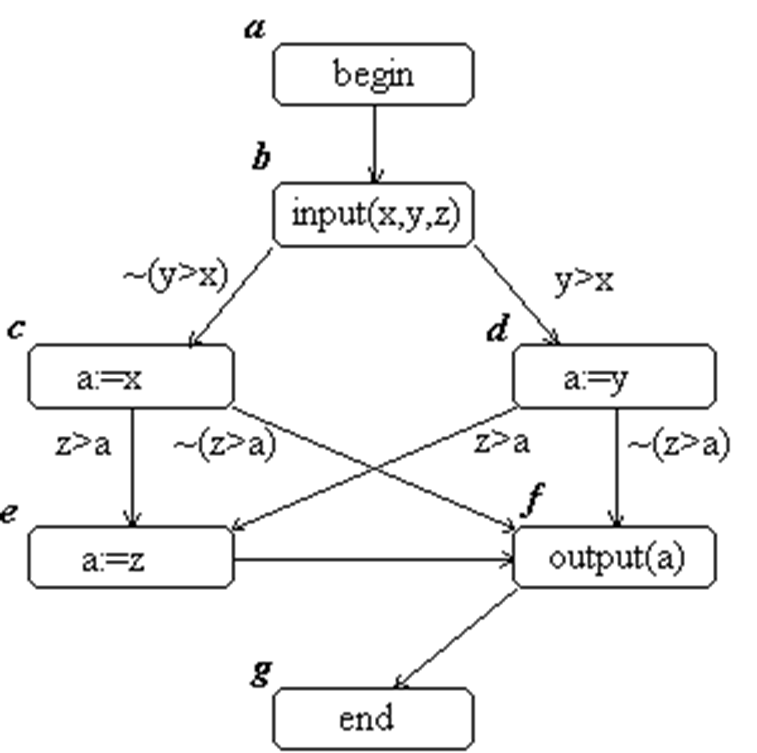 a
begin
b
input(x,y,z)
~(y>x)
y>x
c
d
a:=x
a:=y
z>a
~(z>a)
z>a
~(z>a)
e
f
a:=z
output(a)
g
end